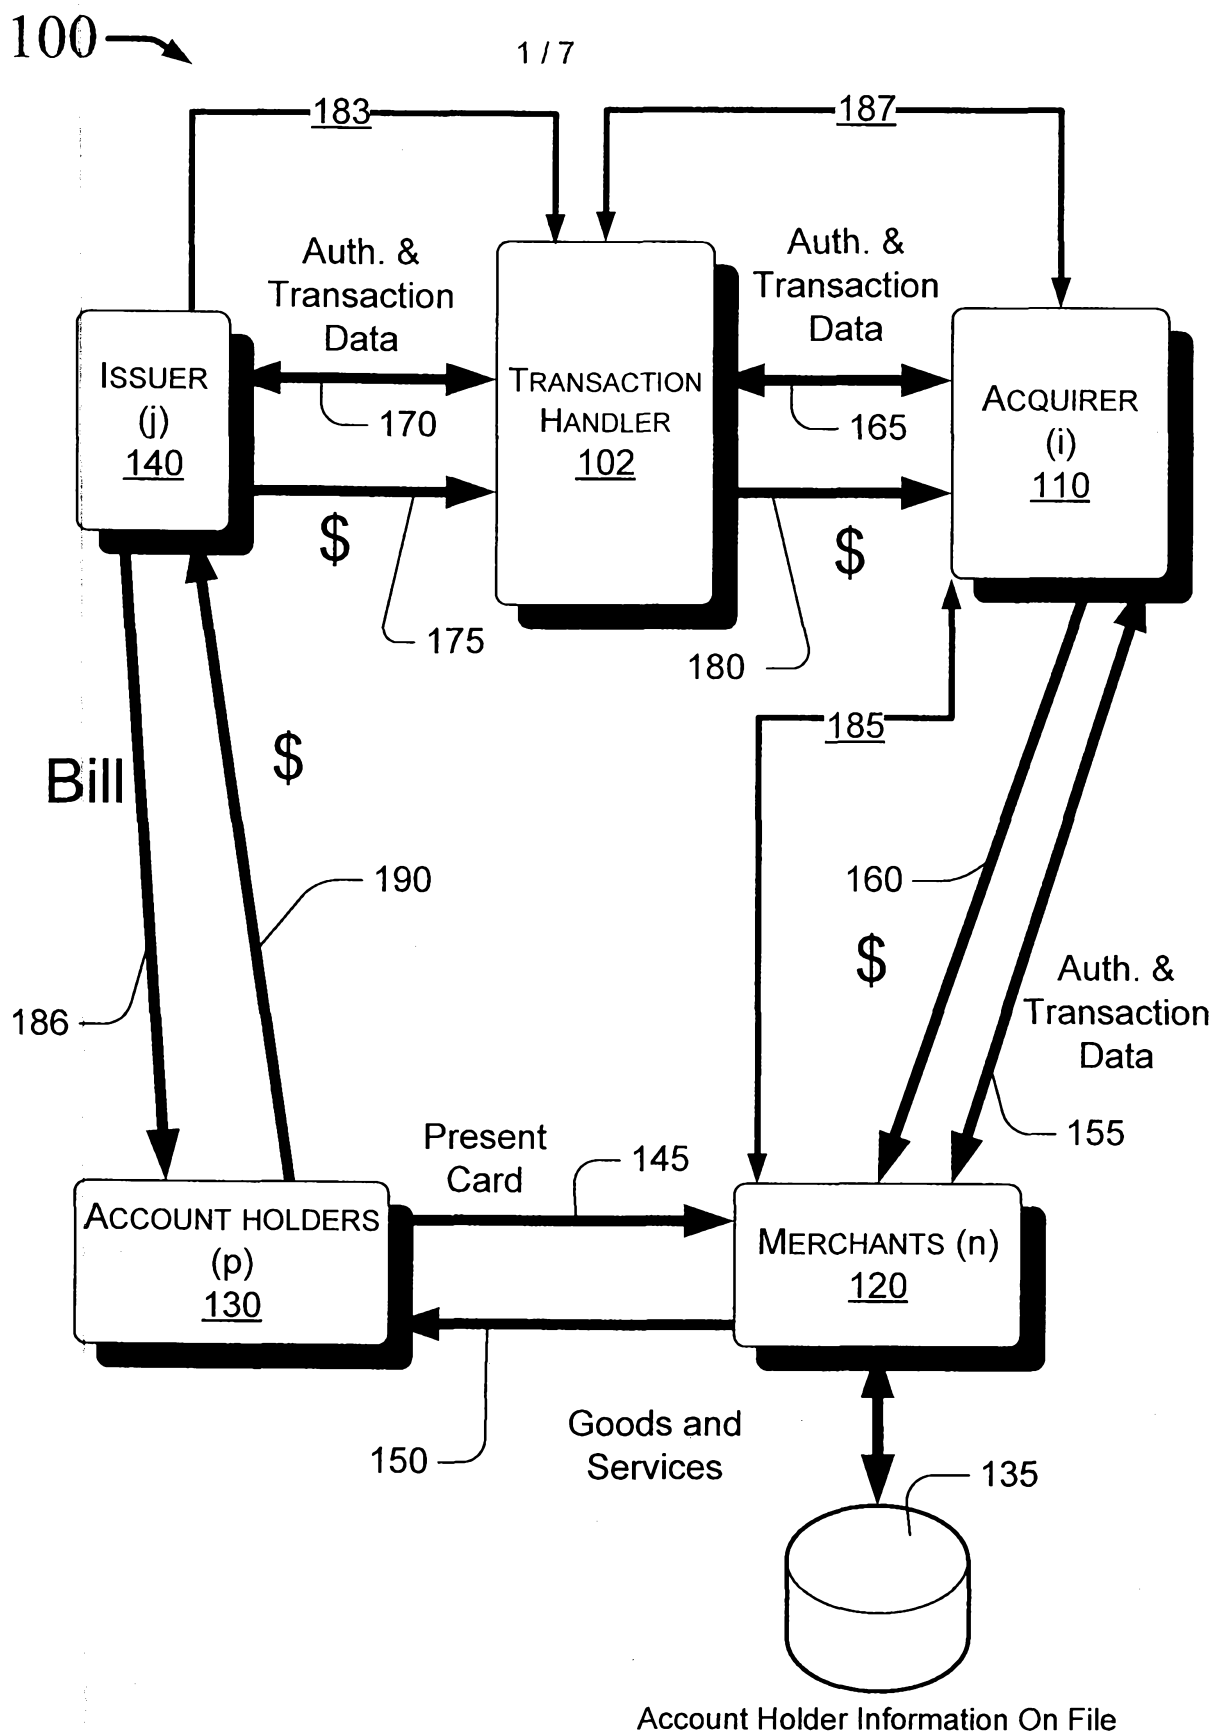 100
1 / 7
183
187
Auth. &
Transaction
Data
Auth. &
Transaction
Data
ISSUER
(j)
140
TRANSACTION
HANDLER
102
ACQUIRER
(i)
110
170
165
$
$
175
180
185
Bill
$
190
160
$
186
Auth. &
Transaction
Data
155
Present
Card
145
ACCOUNT HOLDERS
(p)
130
MERCHANTS (n)
120
150
Goods and
Services
135
Account Holder Information On File